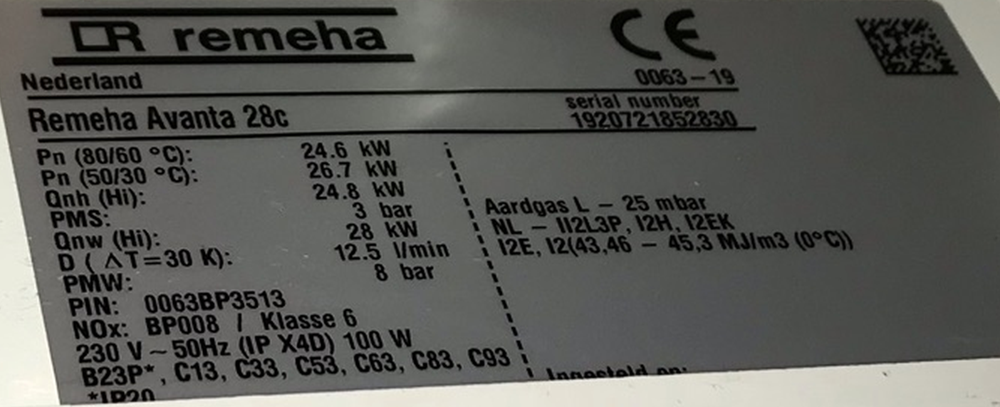 remeha
CE
Nederland
0063 – 19
serial number
Remeha Avanta 28c
1920721852830
Pn (80/60 °C): 24.6 kW
Pn (50/30 °C): 26.7 kW
Qnh (Hi): 24.8 kW
PMS: 3 bar
Qnw (Hi): 28 kW
D ( ΔT=30 K): 12.5 l/min
PMW: 8 bar
PIN: 0063BP3513
NOx: BP008 / Klasse 6
230 V ~ 50Hz (IP X4D) 100 W
B23P*, C13, C33, C53, C63, C83, C93
*IP20
Aardgas L – 25 mbar
NL – II2L3P, I2H, I2EK
I2E, I2(43,46 – 45,3 MJ/m3 (0°C))
Ingesteld op: